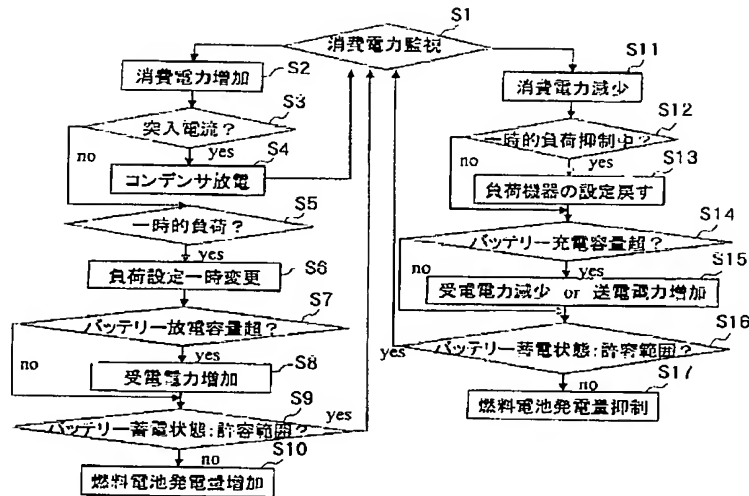 S1
消費電力監視
S2
消費電力増加
S3
突入電流？
no
yes
S4
コンデンサ放電
S5
一時的負荷？
yes
S6
負荷設定一時変更
S7
バッテリー放電容量超？
no
yes
S8
受電電力増加
S9
バッテリー蓄電状態:許容範囲？
yes
no
S10
燃料電池発電量増加
S11
消費電力減少
S12
一時的負荷抑制中？
no
yes
S13
負荷機器の設定戻す
S14
バッテリー充電容量超？
no
yes
S15
受電電力減少 or 送電電力増加
S16
バッテリー蓄電状態:許容範囲？
yes
no
S17
燃料電池発電量抑制